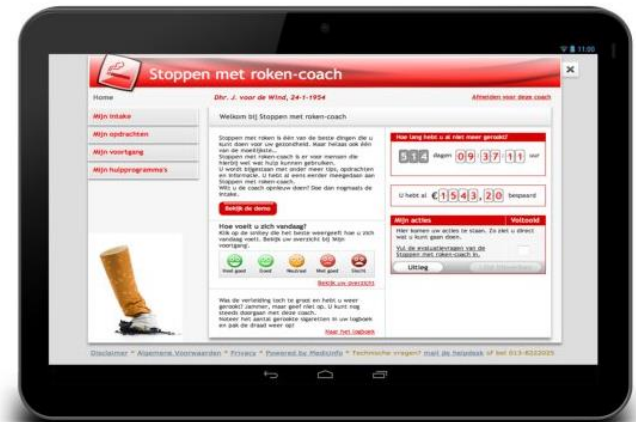 11:00
Stoppen met roken-coach
Home
Dhr. J. voor de Wind, 24-1-1954
Afmelden voor deze coach
Mijn intake
Mijn opdrachten
Mijn voortgang
Mijn hulpprogramma's
Welkom bij Stoppen met roken-coach
Stoppen met roken is één van de beste dingen die u
kunt doen voor uw gezondheid. Maar helaas ook één
van de moeilijkste...
Stoppen met roken-coach is er voor mensen die
hierbij wel wat hulp kunnen gebruiken.
U wordt bijgestaan met onder meer tips, opdrachten
en informatie. U hebt al eens eerder meegedaan aan
Stoppen met roken-coach.
Wilt u de coach opnieuw doen? Doe dan nogmaals de
intake.
Bekijk de demo
Hoe voelt u zich vandaag?
Klik op de smiley die het beste weergeeft hoe u zich
vandaag voelt. Bekijk uw overzicht bij Mijn
voortgang.
Heel goed Goed Neutraal Niet goed Slecht
Bekijk uw overzicht
Was de verleiding toch te groot en hebt u weer
gerookt? Jammer, maar geef niet op. U kunt nog
steeds doorgaan met deze coach.
Noteer het aantal gerookte sigaretten in uw logboek
en pak de draad weer op!
Naar het logboek
Hoe lang hebt u al niet meer gerookt?
514 dagen 09:37:11 uur
U hebt al €1543,20 bespaard
Mijn acties Voltooid
Hier komen uw acties te staan. Zo ziet u direct
wat u kunt gaan doen.
Vul de evaluatievragen van de
Stoppen met roken-coach in.
Uitleg
Disclaimer * Algemene Voorwaarden * Privacy * Powered by Medicinfo * Technische vragen? mail de helpdesk of bel 013-6222025